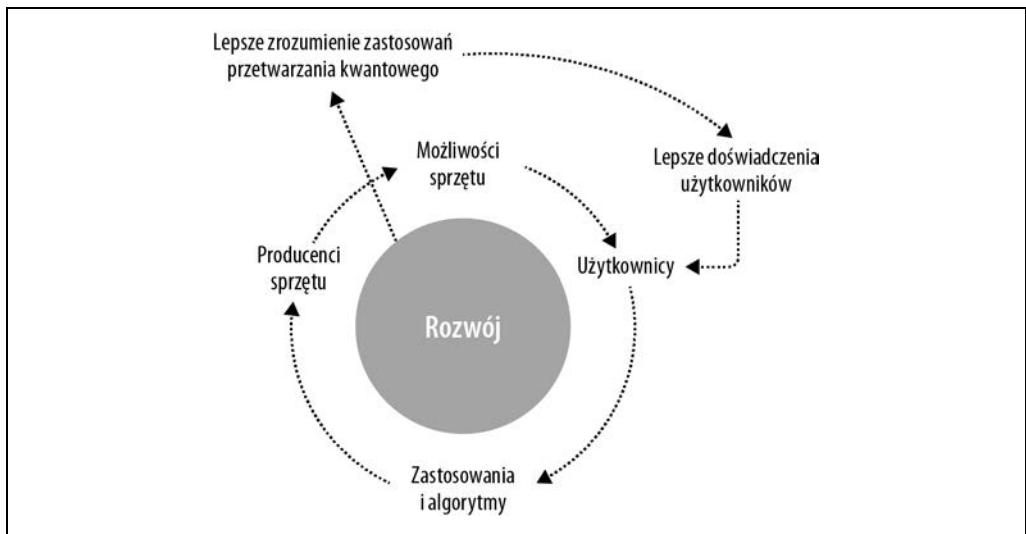 Lepsze zrozumienie zastosowań
przetwarzania kwantowego
Możliwości
sprzętu
Lepsze doświadczenia
użytkowników
Producenci
sprzętu
Użytkownicy
Rozwój
Zastosowania
i algorytmy